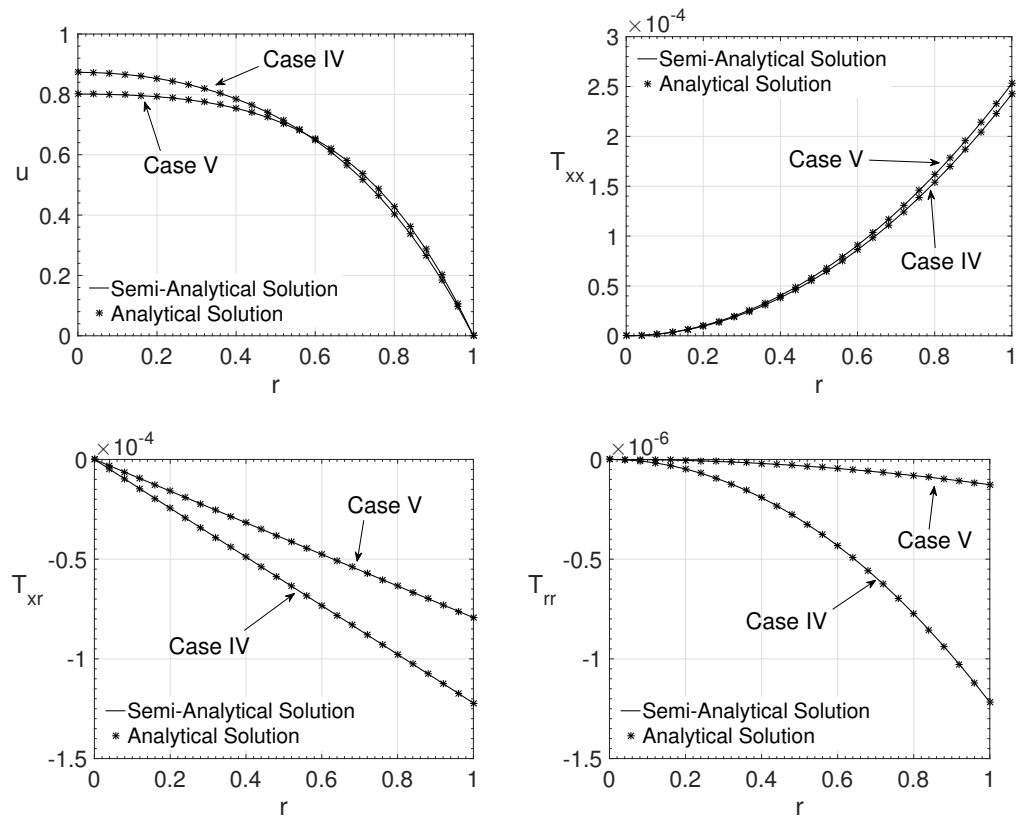 1
0.8
0.6
0.4
0.2
0
u
Case IV
Case V
Semi-Analytical Solution
Analytical Solution
0 0.2 0.4 0.6 0.8 1
r
×10-4
3
2.5
2
1.5
1
0.5
0
Txx
Semi-Analytical Solution
Analytical Solution
Case V
Case IV
0 0.2 0.4 0.6 0.8 1
r
×10-4
0
-0.5
-1
-1.5
Txr
Case V
Case IV
Semi-Analytical Solution
Analytical Solution
0 0.2 0.4 0.6 0.8 1
r
×10-6
0
-0.5
-1
-1.5
Trr
Case V
Case IV
Semi-Analytical Solution
Analytical Solution
0 0.2 0.4 0.6 0.8 1
r